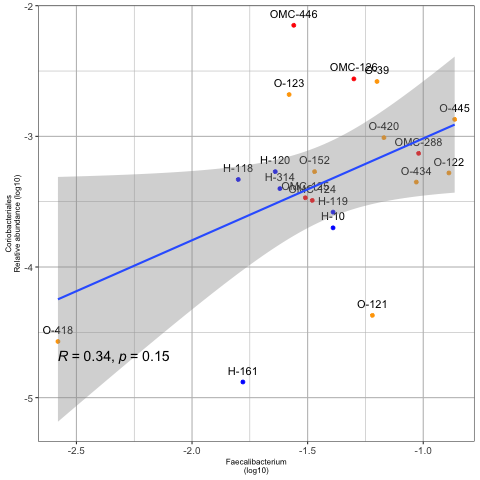 -2
OMC-446
OMC-126
O-39
O-123
O-445
O-420
-3
OMC-288
H-120
O-152
O-122
H-118
H-314
O-434
H-119
H-10
Coriobacteriales
Relative abundance (log10)
-4
O-121
O-418
R = 0.34, p = 0.15
H-161
-5
-2.5
-2.0
-1.5
-1.0
Faecalibacterium
(log10)